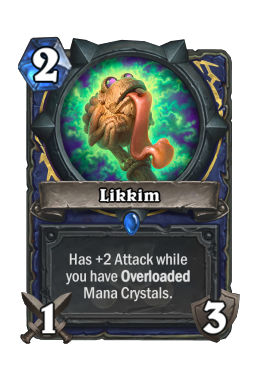 2
Likkim
Has +2 Attack while
you have Overloaded
Mana Crystals.
1
3